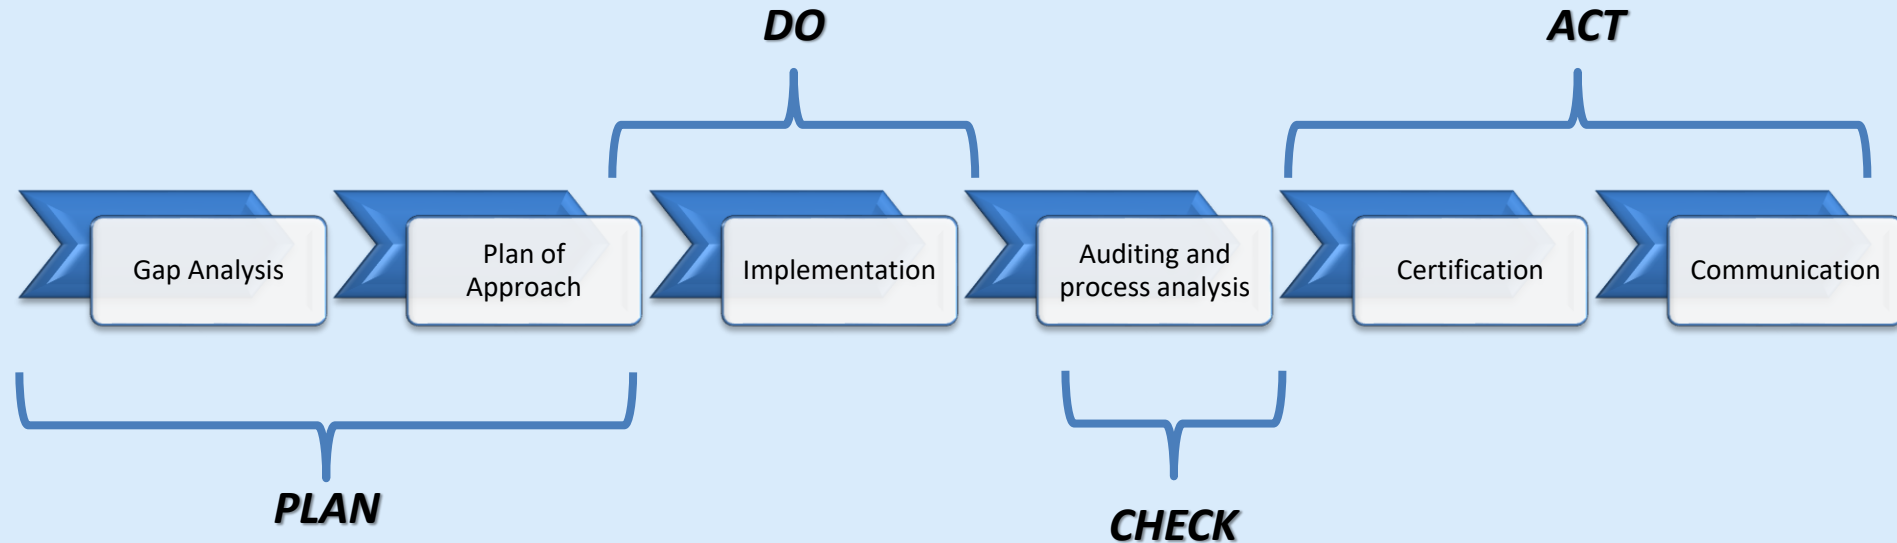 DO
ACT
Gap Analysis
Plan of
Approach
Implementation
Auditing and
process analysis
Certification
Communication
PLAN
CHECK